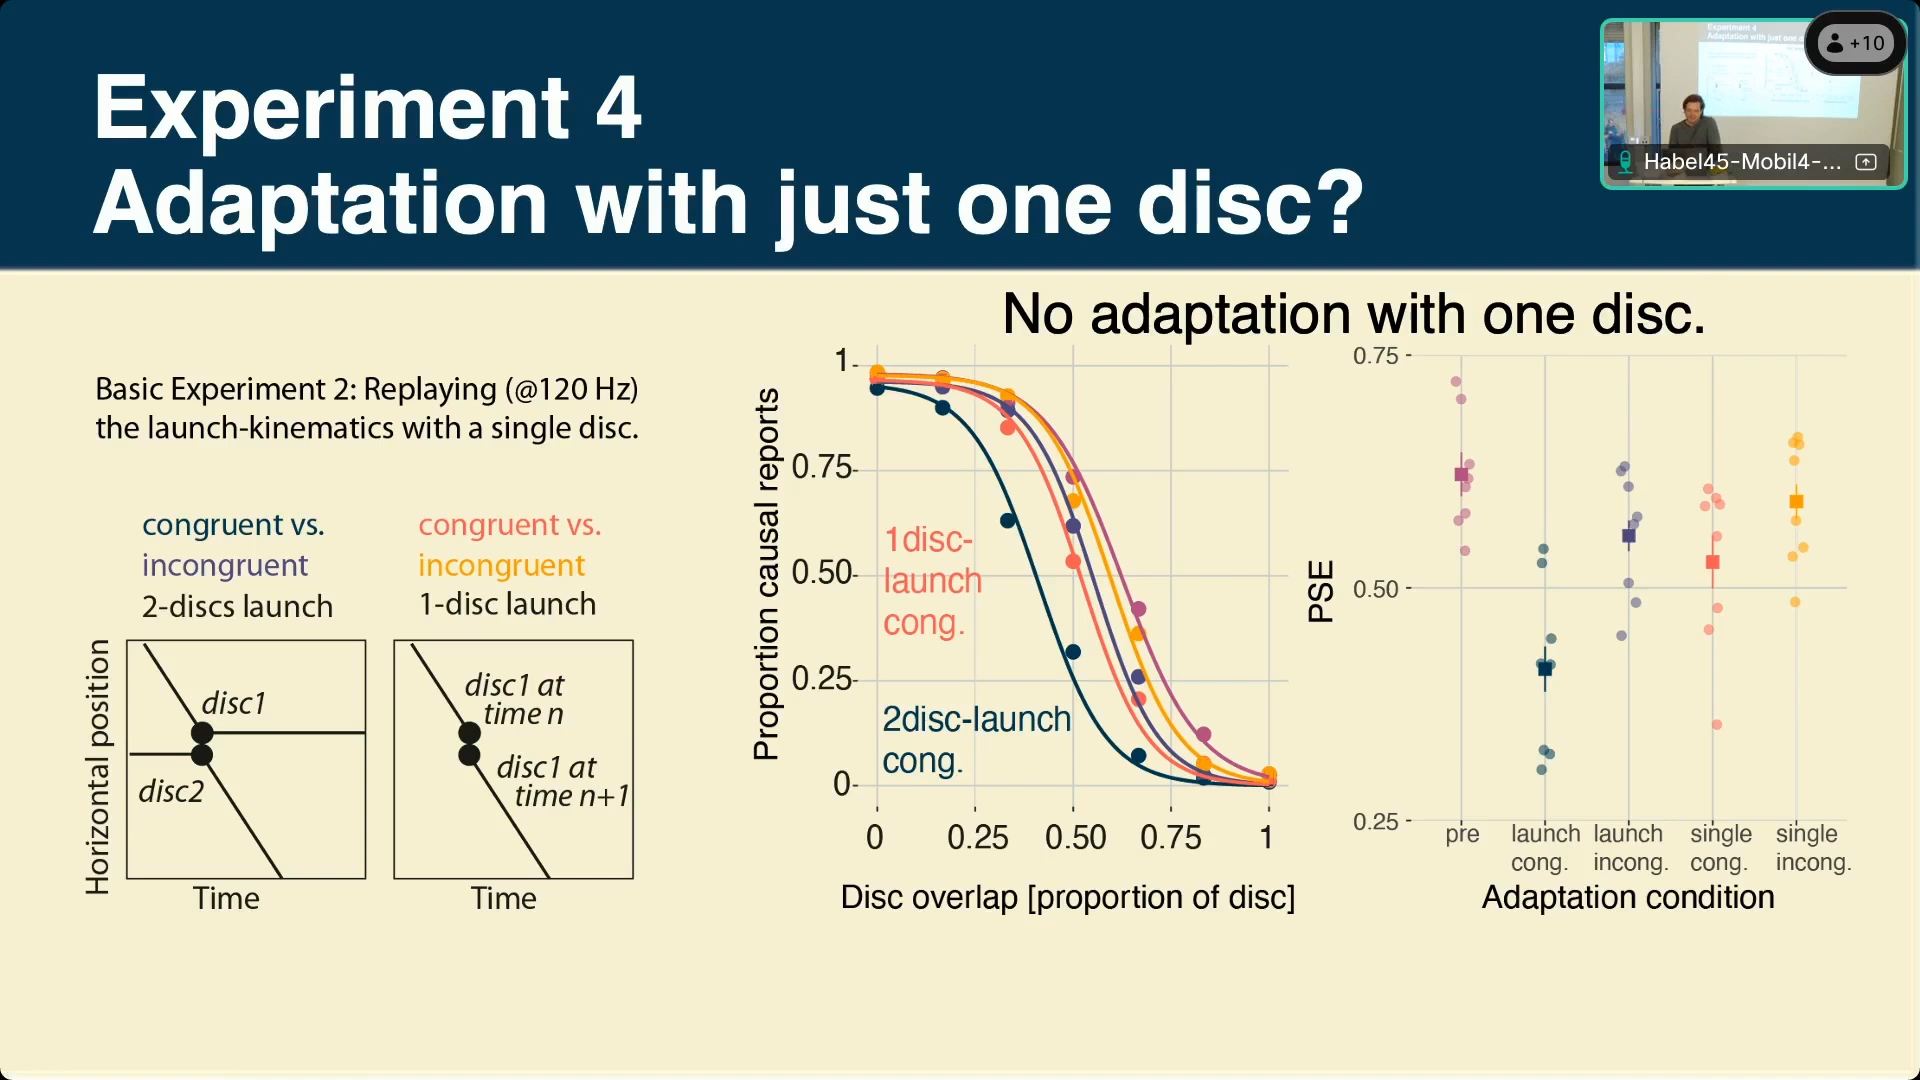 Experiment 4
Adaptation with just one disc?
+10
Habel45-Mobil4-...
No adaptation with one disc.
Basic Experiment 2: Replaying (@120 Hz)
the launch-kinematics with a single disc.
congruent vs.
incongruent
2-discs launch
congruent vs.
incongruent
1-disc launch
Horizontal position
disc1
disc2
Time
disc1 at
time n
disc1 at
time n+1
Time
Proportion causal reports
1
0.75
0.50
0.25
0
1disc-
launch
cong.
2disc-launch
cong.
0 0.25 0.50 0.75 1
Disc overlap [proportion of disc]
PSE
0.75
0.50
0.25
pre launch launch single single
cong. incong. cong. incong.
Adaptation condition